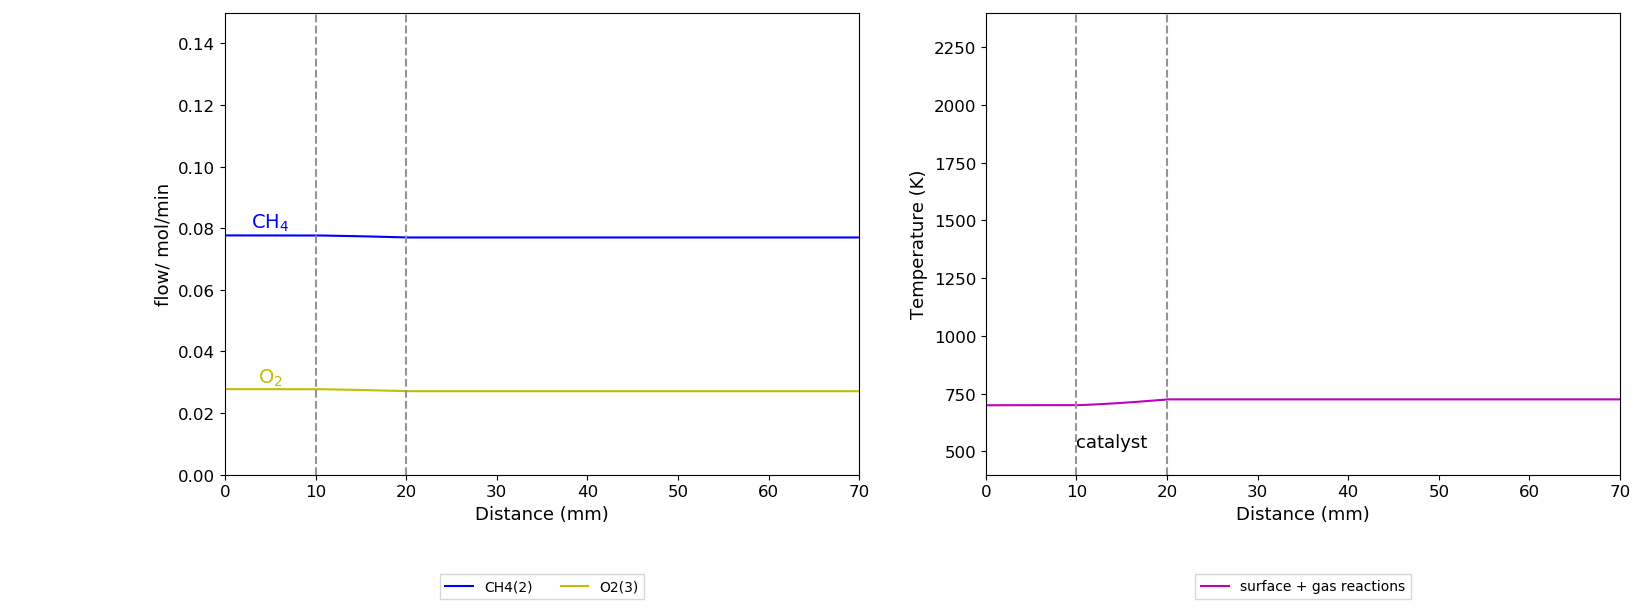 0.14
0.12
0.10
0.08
0.06
0.04
0.02
0.00
flow/ mol/min
CH₄
O₂
0 10 20 30 40 50 60 70
Distance (mm)
CH4(2) O2(3)
2250
2000
1750
1500
1250
1000
750
500
Temperature (K)
catalyst
0 10 20 30 40 50 60 70
Distance (mm)
surface + gas reactions